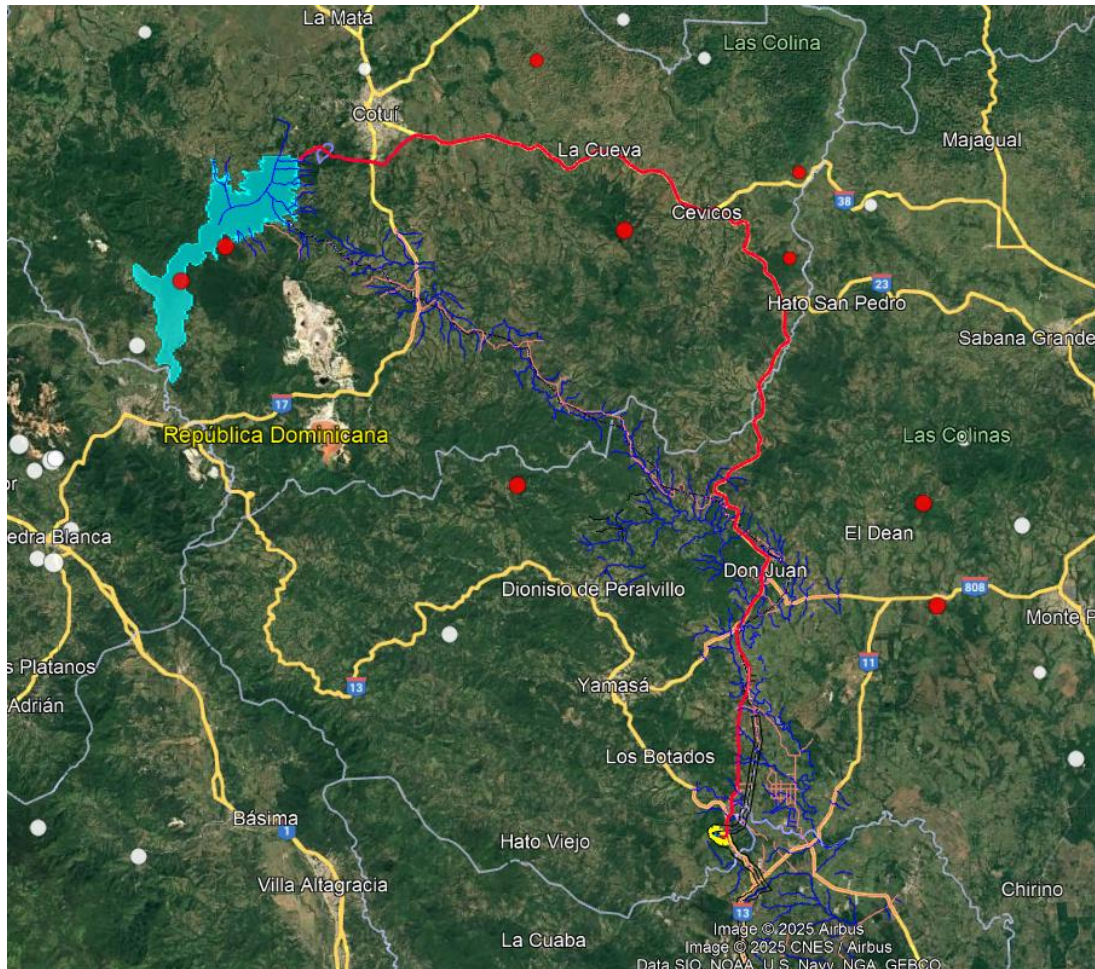 La Mata
Las Colina
Cotuí
Majagual
La Cueva
38
Cevicos
23
Hato San Pedro
Sabana Grande
17
República Dominicana
Las Colinas
edra Blanca
El Dean
Don Juan
Dionisio de Peralvillo
808
Monte P
s Platanos
11
13
Yamasá
Adrián
Los Botados
Básima
1
Hato Viejo
Villa Altagracia
Chirino
13
Image © 2025 Airbus
La Cuaba
Image © 2025 CNES / Airbus
Data SIO, NOAA, U.S. Navy, NGA, GEBCO